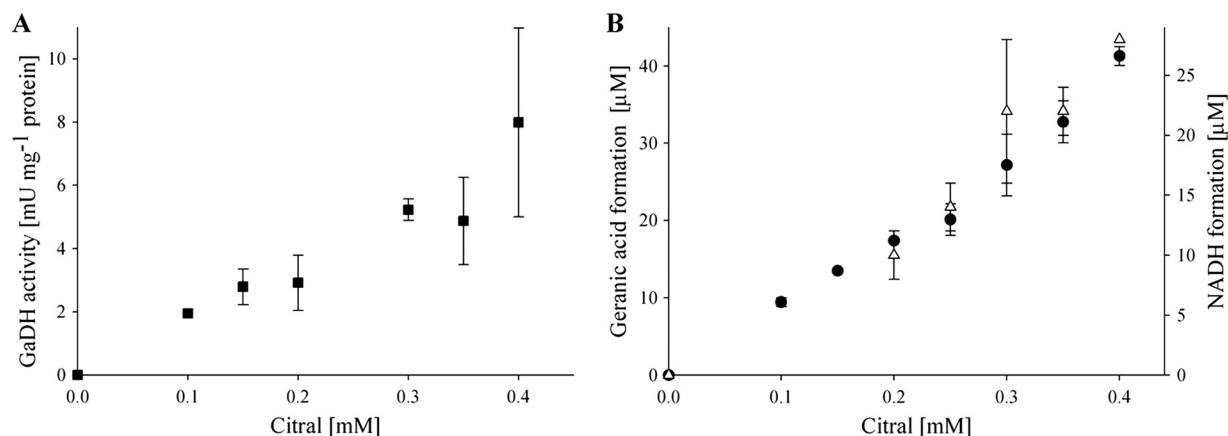 A
GaDH activity [mU mg-1 protein]
10
8
6
4
2
0
0.0 0.1 0.2 0.3 0.4
Citral [mM]
B
Geranic acid formation [µM]
40
30
20
10
0
0.0 0.1 0.2 0.3 0.4
Citral [mM]
25
20
15
10
5
0
NADH formation [µM]